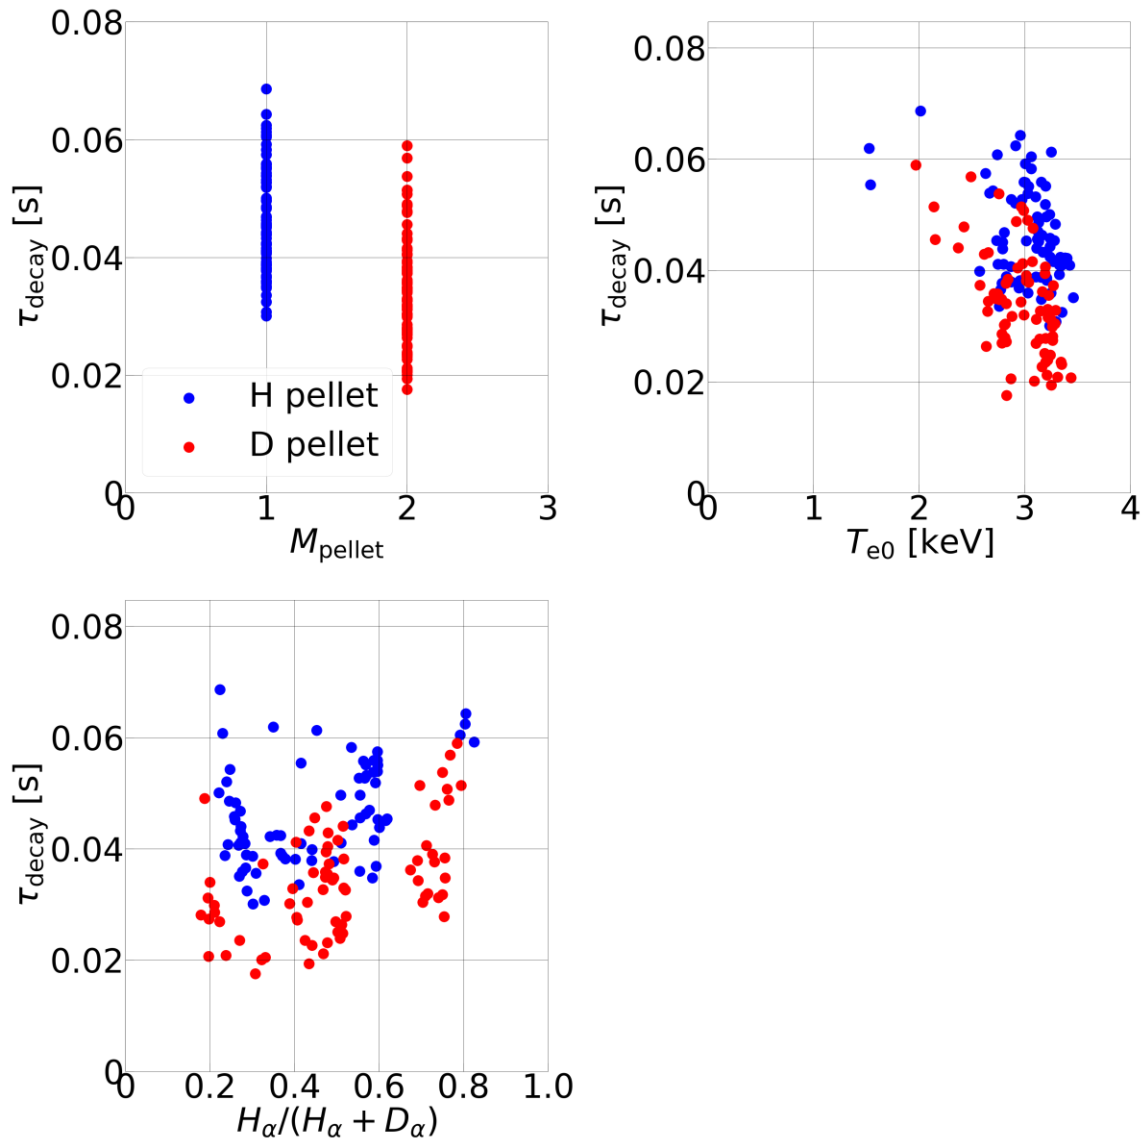 0.08
0.06
0.04
0.02
0
τdecay [s]
H pellet
D pellet
0 1 2 3
Mpellet
0.08
0.06
0.04
0.02
0
τdecay [s]
0 1 2 3 4
Te0 [keV]
0.08
0.06
0.04
0.02
0
τdecay [s]
0 0.2 0.4 0.6 0.8 1.0
Hα/(Hα + Dα)